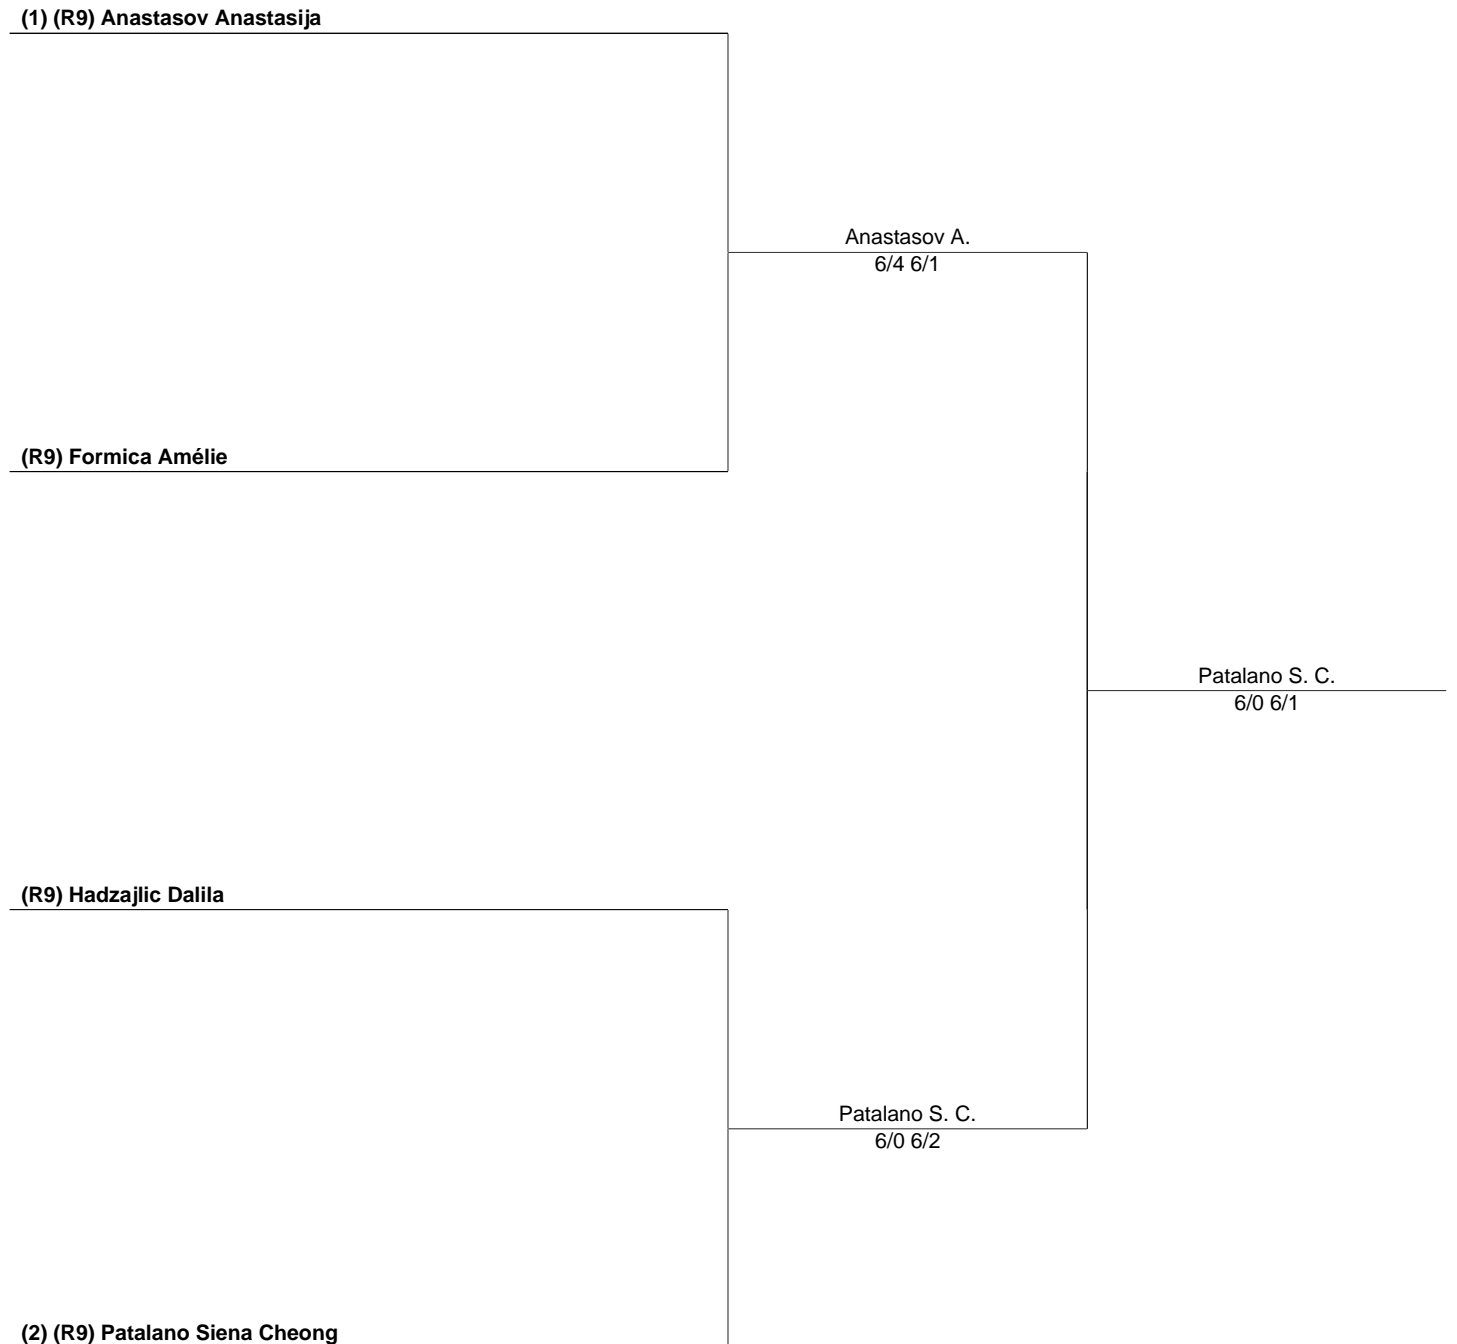 (1) (R9) Anastasov Anastasija
Anastasov A.
6/4 6/1
(R9) Formica Amélie
Patalano S. C.
6/0 6/1
(R9) Hadzajlic Dalila
Patalano S. C.
6/0 6/2
(2) (R9) Patalano Siena Cheong